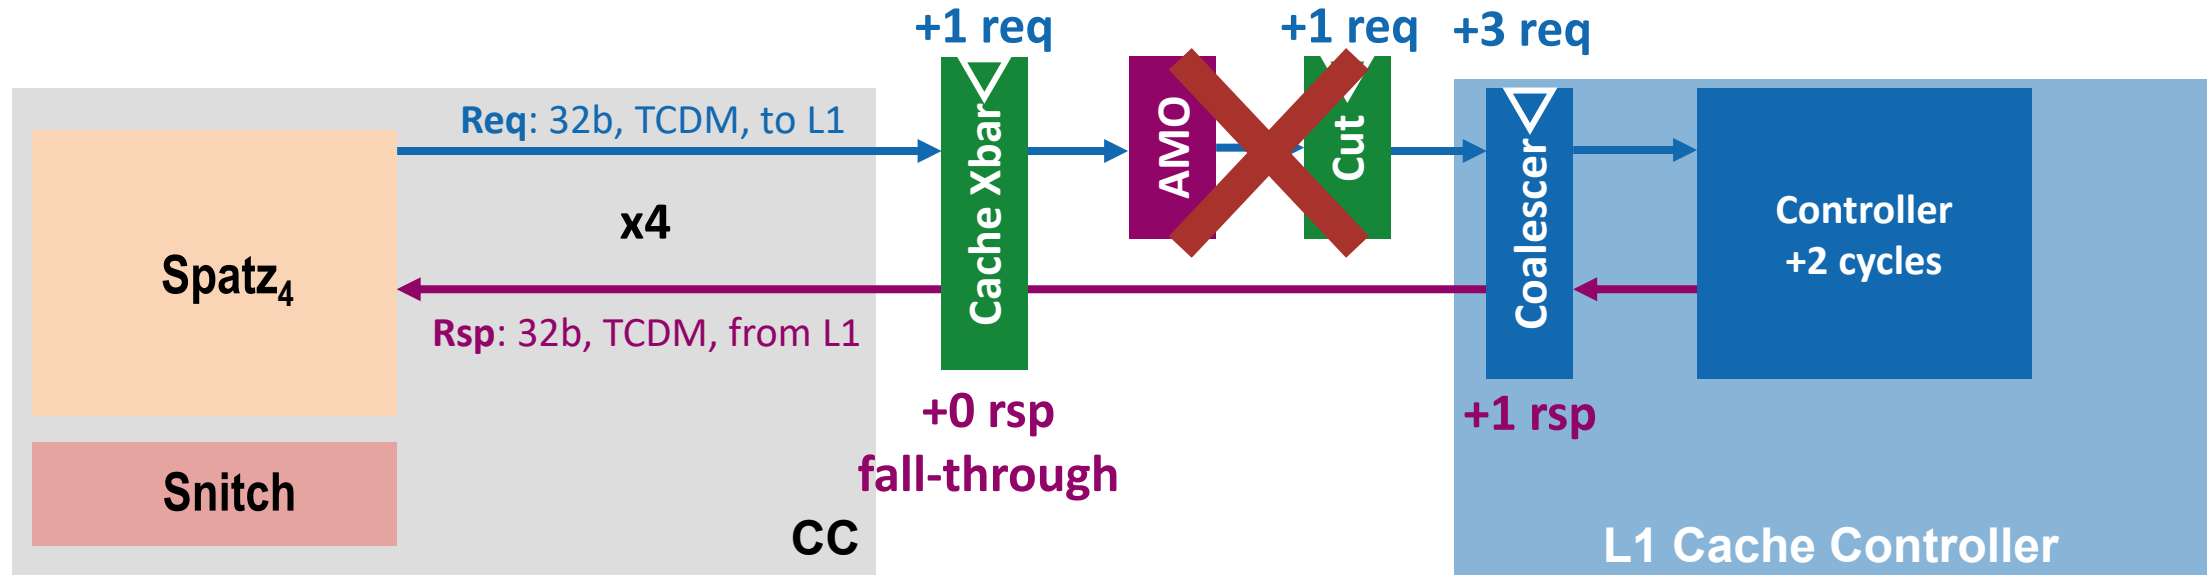 +1 req
+1 req
+3 req
Req: 32b, TCDM, to L1
x4
Spatz4
Rsp: 32b, TCDM, from L1
Snitch
CC
Cache Xbar
+0 rsp
fall-through
AMO
Cut
Coalescer
+1 rsp
Controller
+2 cycles
L1 Cache Controller